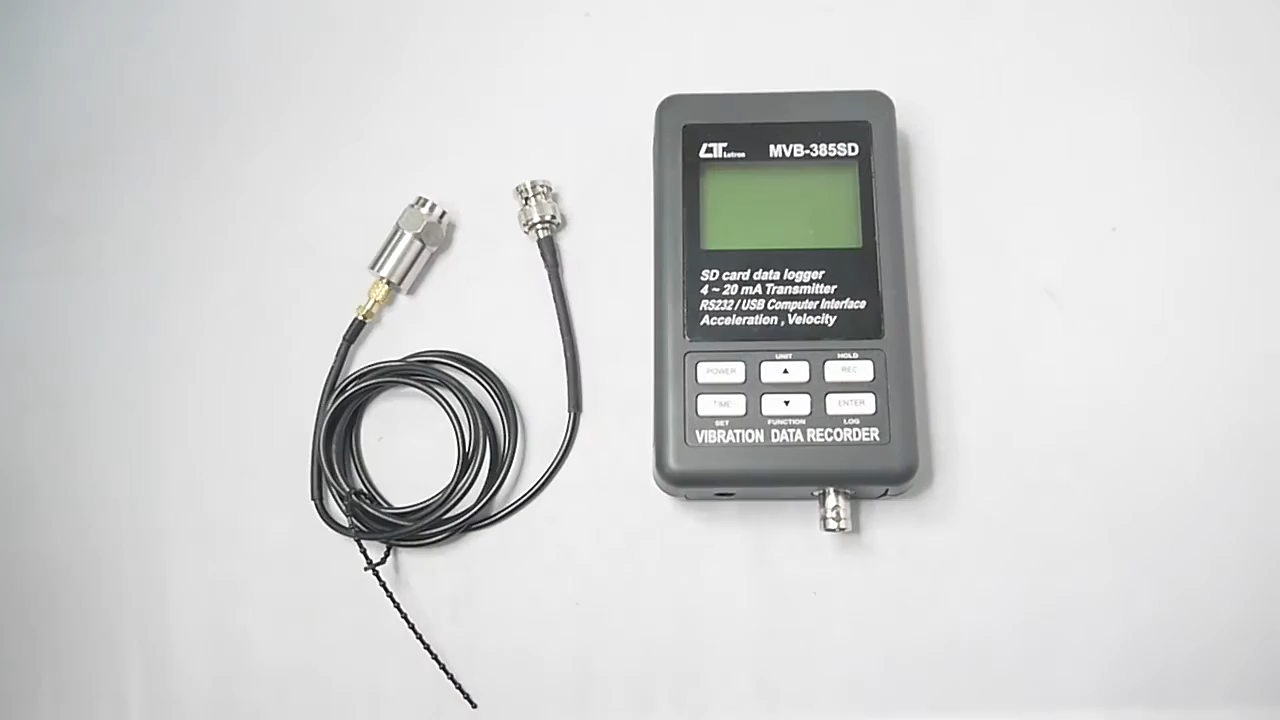 Lutron MVB-385SD
SD card data logger
4 ~ 20 mA Transmitter
RS232 / USB Computer Interface
Acceleration , Velocity
UNIT HOLD
POWER ▲ REC
TIME ▼ ENTER
SET FUNCTION LOG
VIBRATION DATA RECORDER